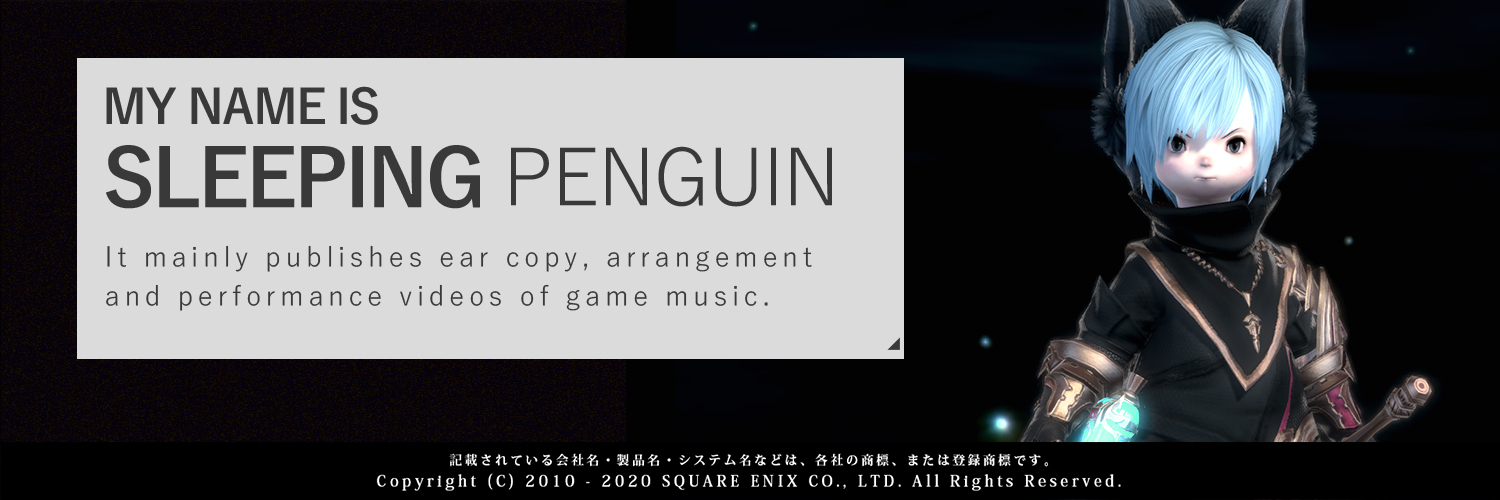 MY NAME IS
SLEEPING PENGUIN
It mainly publishes ear copy, arrangement
and performance videos of game music.
記載されている会社名・製品名・システム名などは、各社の商標、または登録商標です。
Copyright (C) 2010 - 2020 SQUARE ENIX CO., LTD. All Rights Reserved.